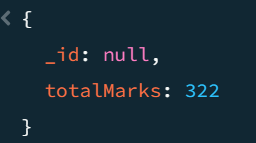 < {
_id: null,
totalMarks: 322
}